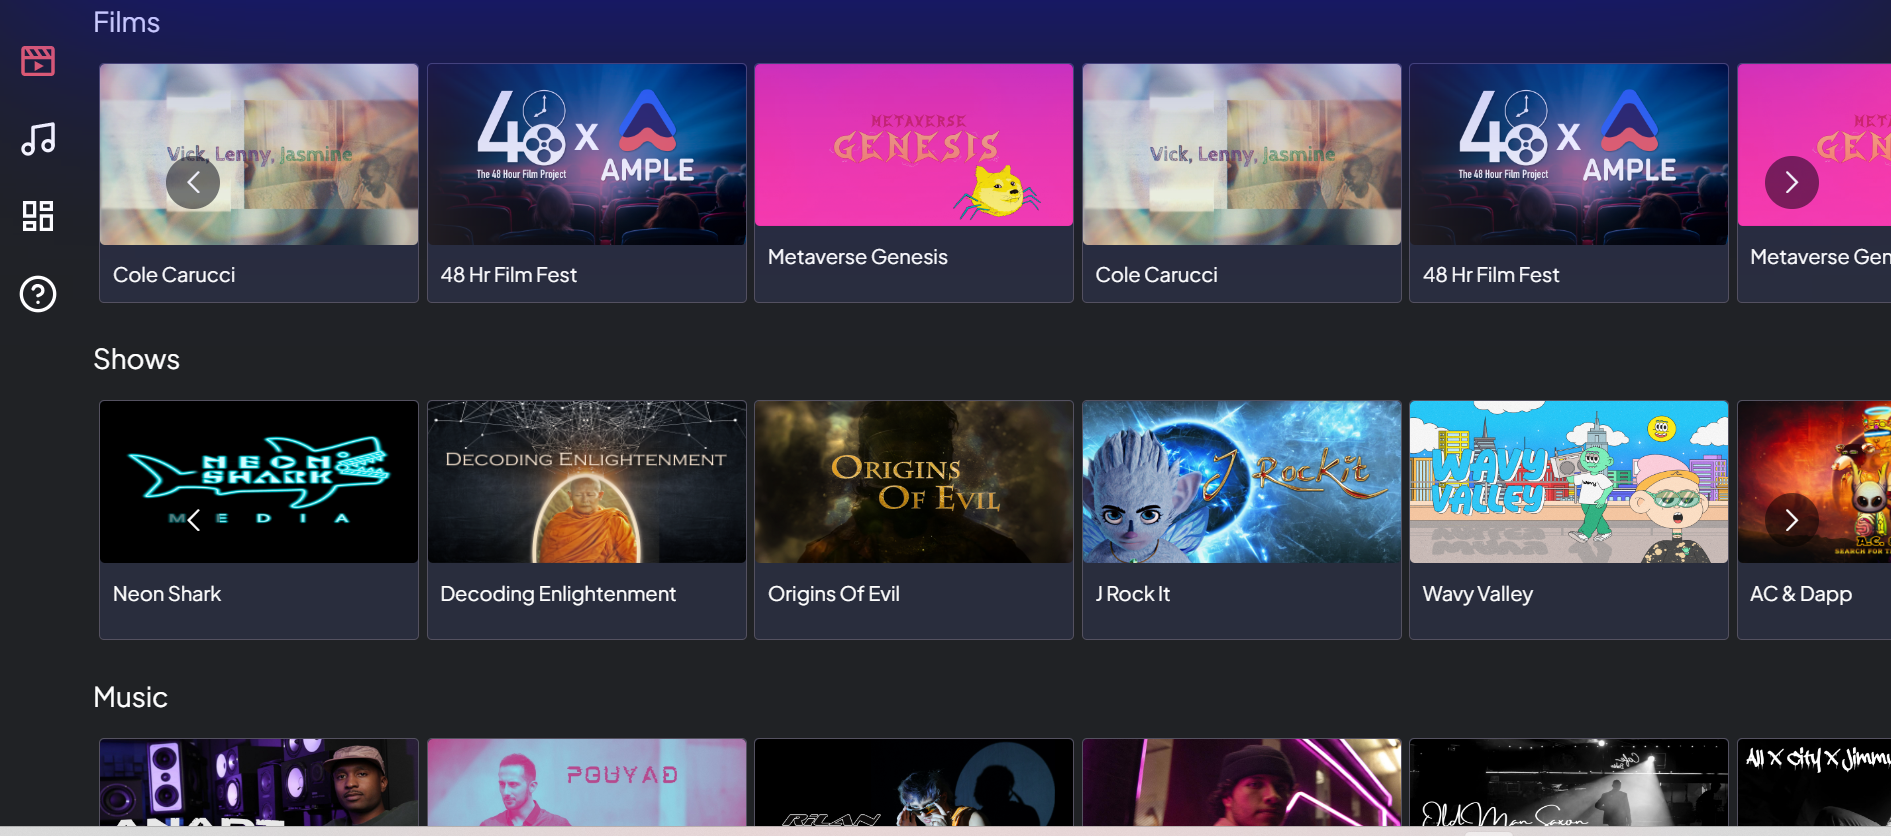 Films
Vick, Lenny, Jasmine
Cole Carucci
48 X
The 48 Hour Film Project
AMPLE
48 Hr Film Fest
METAVERSE
GENESIS
Metaverse Genesis
Vick, Lenny, Jasmine
Cole Carucci
48 X
The 48 Hour Film Project
AMPLE
48 Hr Film Fest
META
GEN
Metaverse Gen
Shows
NEON
SHARK
MEDIA
Neon Shark
DECODING ENLIGHTENMENT
Decoding Enlightenment
ORIGINS
OF EVIL
Origins Of Evil
J ROCKIT
J Rock It
WAVY
VALLEY
Wavy Valley
A.C.
SEARCH FOR T
AC & Dapp
Music
POUYAD
RILAN
Old Man Saxon
All X City X Jimmy